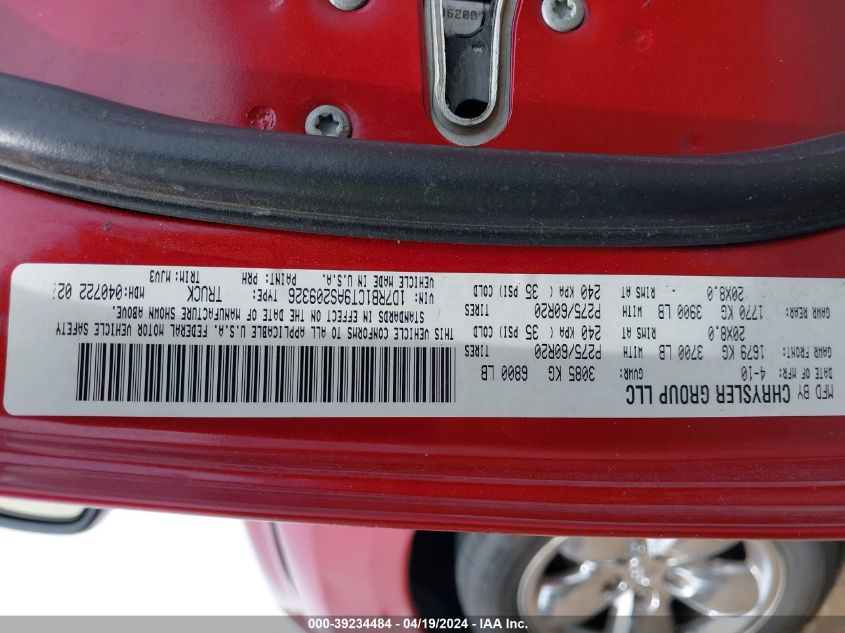 MFD BY CHRYSLER GROUP LLC
DATE OF MFR: 4-10 GVWR: 3085 KG 6800 LB
GAWR FRONT: 1679 KG 3700 LB WITH P275/60R20 TIRES
20X8.0 RIMS AT 240 KPA ( 35 PSI) COLD
GAWR REAR: 1770 KG 3900 LB WITH P275/60R20 TIRES
20X8.0 RIMS AT 240 KPA ( 35 PSI) COLD
THIS VEHICLE CONFORMS TO ALL APPLICABLE U.S.A. FEDERAL MOTOR VEHICLE SAFETY
STANDARDS IN EFFECT ON THE DATE OF MANUFACTURE SHOWN ABOVE.
VIN: 1D7RB1CT9AS209326 TYPE: TRUCK MDH:040722 02
VEHICLE MADE IN U.S.A. PAINT: PRH TRIM: MJV3
000-39234484 - 04/19/2024 - IAA Inc.